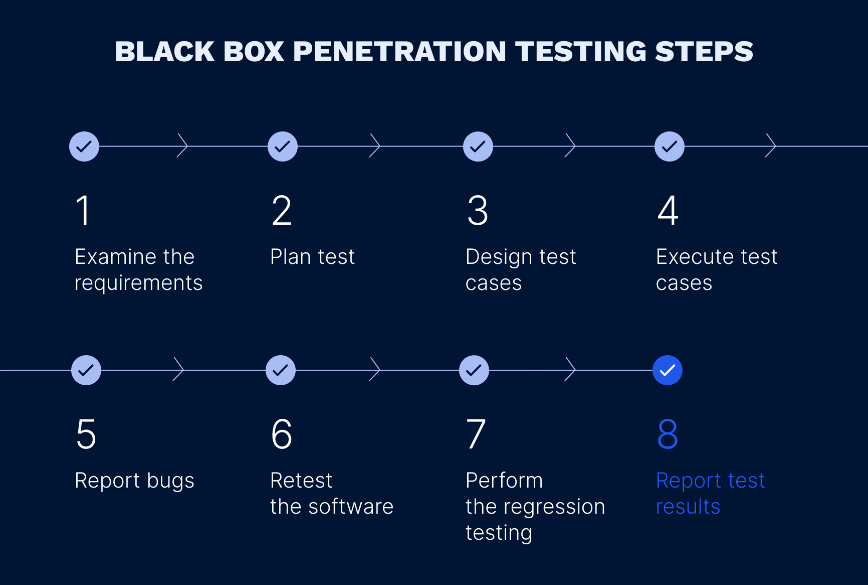 BLACK BOX PENETRATION TESTING STEPS
1
Examine the
requirements
2
Plan test
3
Design test
cases
4
Execute test
cases
5
Report bugs
6
Retest
the software
7
Perform
the regression
testing
8
Report test
results